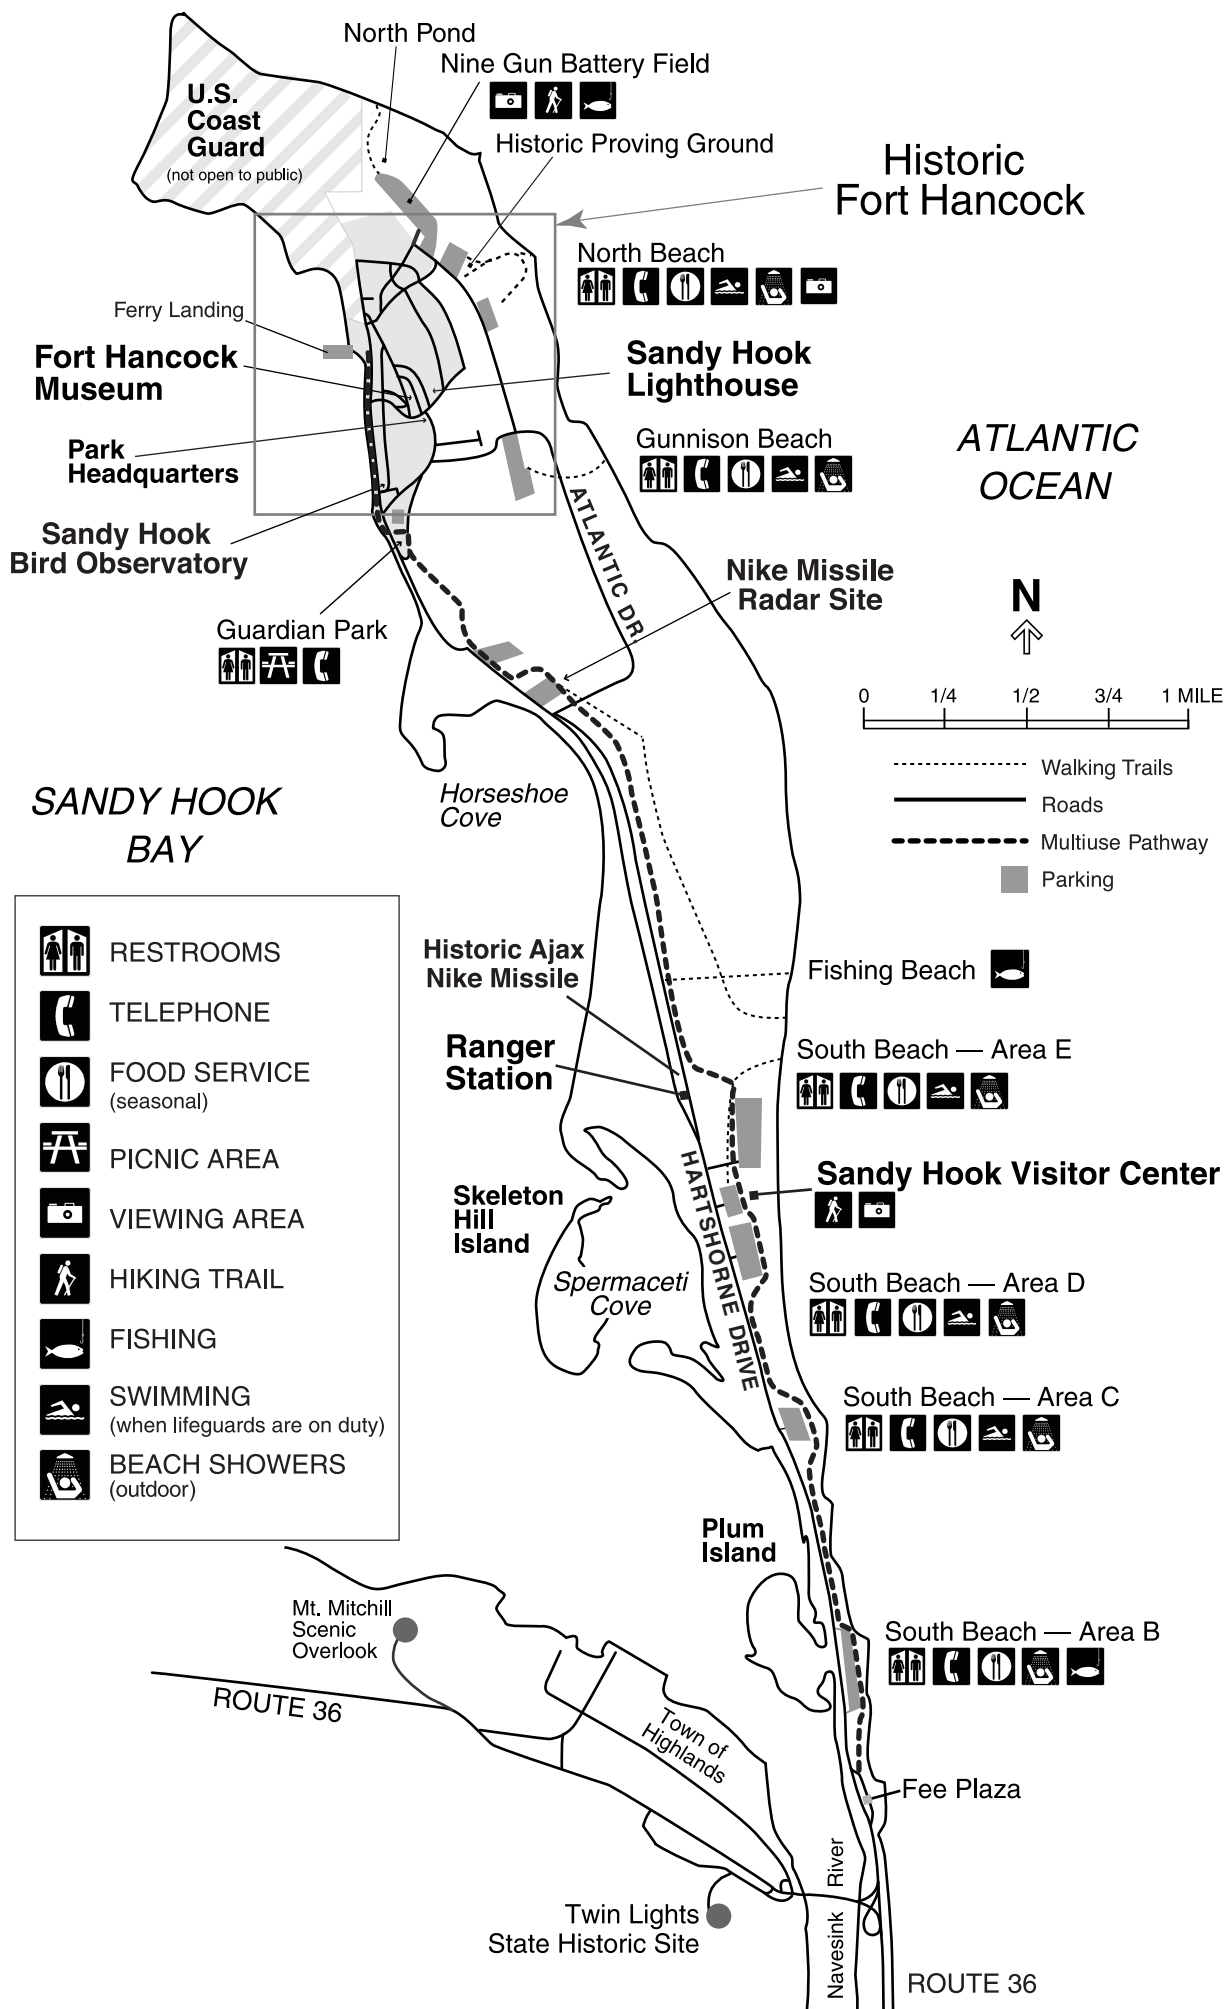 North Pond
Nine Gun Battery Field
U.S.
Coast
Guard
(not open to public)
Historic Proving Ground
Historic
Fort Hancock
North Beach
Ferry Landing
Fort Hancock
Museum
Sandy Hook
Lighthouse
Park
Headquarters
Gunnison Beach
ATLANTIC
OCEAN
ATLANTIC DR.
Sandy Hook
Bird Observatory
Nike Missile
Radar Site
N
Guardian Park
0 1/4 1/2 3/4 1 MILE
Walking Trails
Roads
Multiuse Pathway
Parking
Horseshoe
Cove
SANDY HOOK
BAY
RESTROOMS
TELEPHONE
FOOD SERVICE
(seasonal)
PICNIC AREA
VIEWING AREA
HIKING TRAIL
FISHING
SWIMMING
(when lifeguards are on duty)
BEACH SHOWERS
(outdoor)
Historic Ajax
Nike Missile
Fishing Beach
Ranger
Station
South Beach — Area E
HARTSHORNE DRIVE
Sandy Hook Visitor Center
Skeleton
Hill
Island
Spermaceti
Cove
South Beach — Area D
South Beach — Area C
Plum
Island
Mt. Mitchill
Scenic
Overlook
South Beach — Area B
ROUTE 36
Town of
Highlands
Fee Plaza
Navesink River
Twin Lights
State Historic Site
ROUTE 36